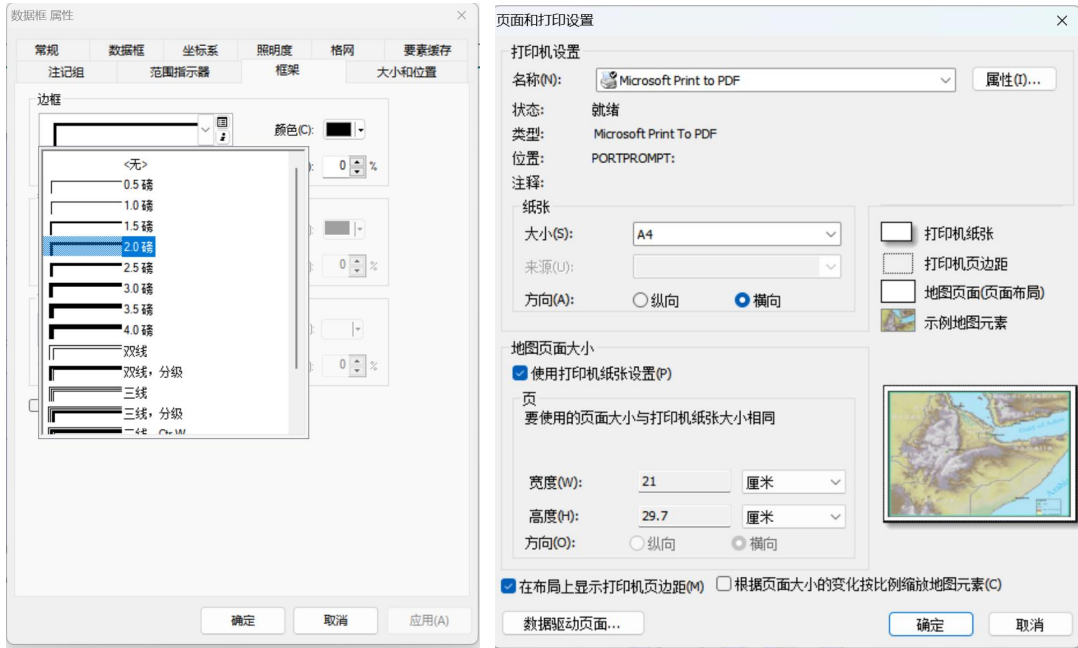 数据框 属性
常规 数据框 坐标系 照明度 格网 要素缓存
注记组 范围指示器 框架 大小和位置
边框
颜色(C):
): 0 %
<无>
0.5 磅
1.0 磅
1.5 磅
): 
2.0 磅
2.5 磅
): 0 %
3.0 磅
3.5 磅
4.0 磅
):
双线
双线，分级
): 0 %
三线
三线，分级
确定 取消 应用(A)
页面和打印设置
打印机设置
名称(N): Microsoft Print to PDF 属性(I)...
状态: 就绪
类型: Microsoft Print To PDF
位置: PORTPROMPT:
注释:
纸张
大小(S): A4
来源(U):
方向(A): 纵向 横向
打印机纸张
打印机页边距
地图页面(页面布局)
示例地图元素
地图页面大小
使用打印机纸张设置(P)
页
要使用的页面大小与打印机纸张大小相同
宽度(W): 21 厘米
高度(H): 29.7 厘米
方向(O): 纵向 横向
在布局上显示打印机页边距(M) 根据页面大小的变化按比例缩放地图元素(C)
数据驱动页面... 确定 取消